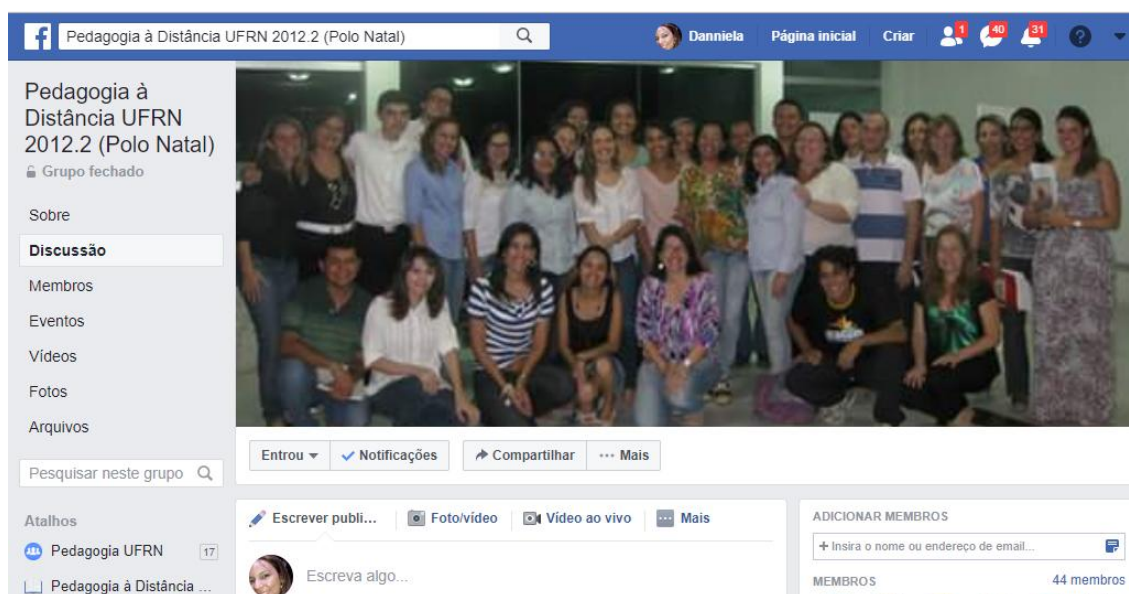 Pedagogia à Distância UFRN 2012.2 (Polo Natal)
Danniela
Página inicial
Criar
1
40
31
?
Pedagogia à
Distância UFRN
2012.2 (Polo Natal)
Grupo fechado
Sobre
Discussão
Membros
Eventos
Vídeos
Fotos
Arquivos
Pesquisar neste grupo
Atalhos
Pedagogia UFRN 17
Pedagogia à Distância ...
Entrou
Notificações
Compartilhar
Mais
Escrever publi...
Foto/vídeo
Vídeo ao vivo
Mais
Escreva algo...
ADICIONAR MEMBROS
+ Insira o nome ou endereço de email...
MEMBROS 44 membros